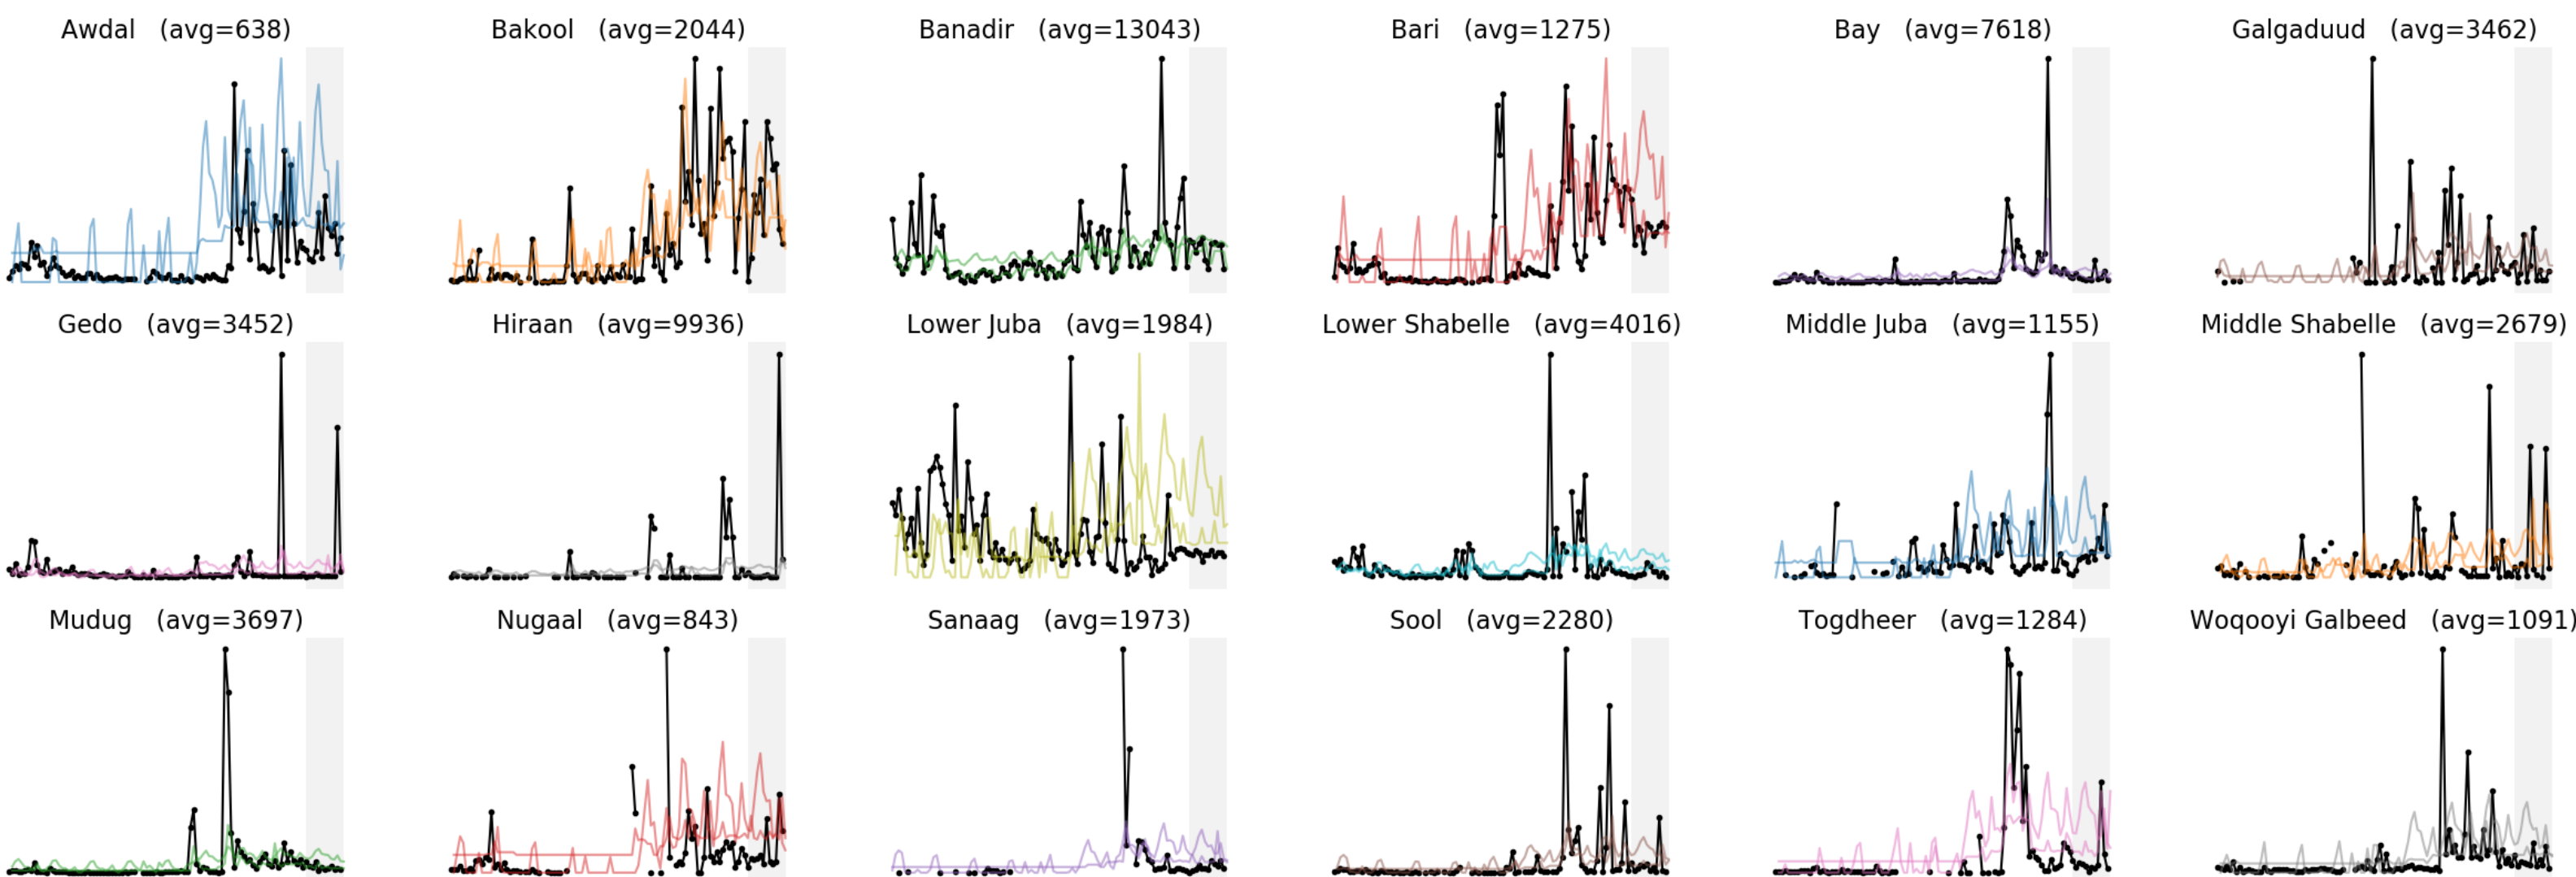 Awdal (avg=638)
Bakool (avg=2044)
Banadir (avg=13043)
Bari (avg=1275)
Bay (avg=7618)
Galgaduud (avg=3462)
Gedo (avg=3452)
Hiraan (avg=9936)
Lower Juba (avg=1984)
Lower Shabelle (avg=4016)
Middle Juba (avg=1155)
Middle Shabelle (avg=2679)
Mudug (avg=3697)
Nugaal (avg=843)
Sanaag (avg=1973)
Sool (avg=2280)
Togdheer (avg=1284)
Woqooyi Galbeed (avg=1091)